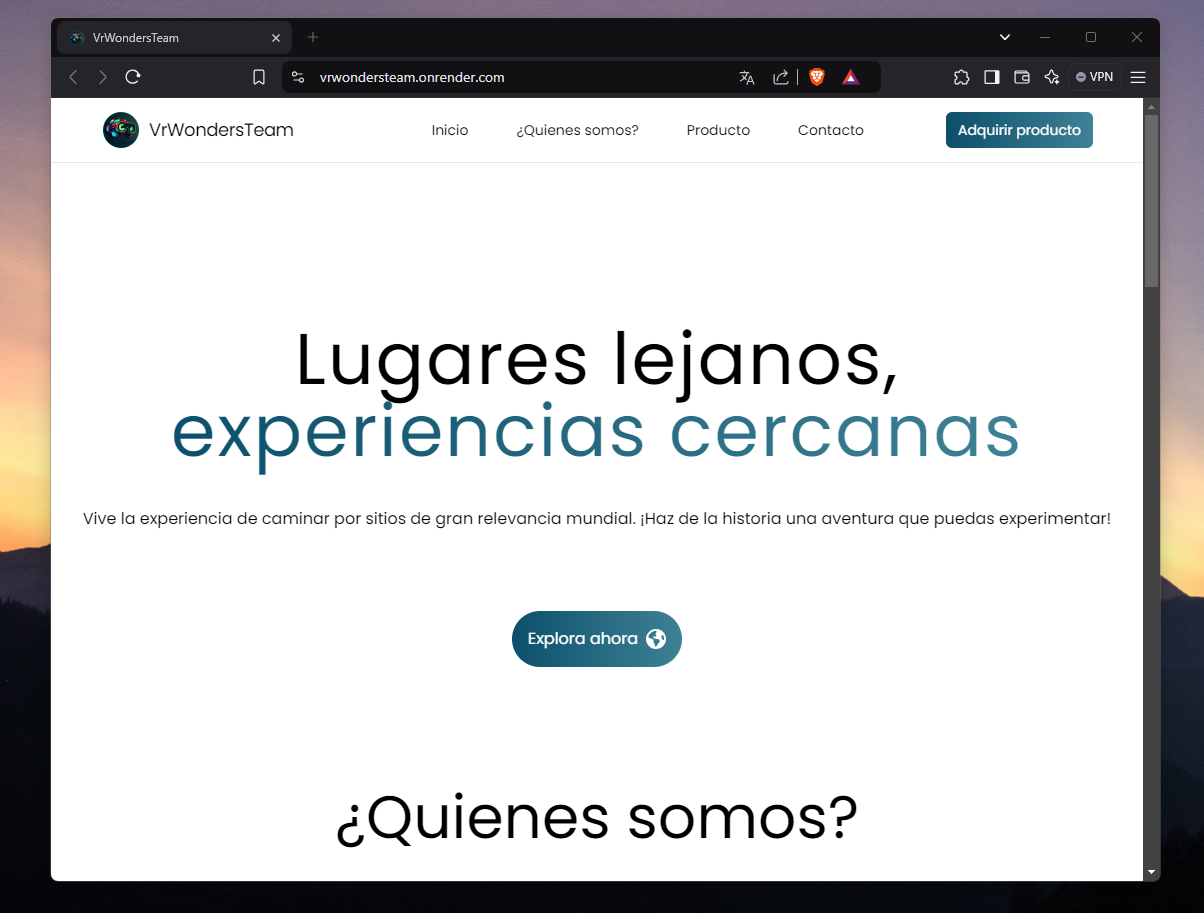 VrWondersTeam
vrwondersteam.onrender.com
VPN
VrWondersTeam
Inicio
¿Quienes somos?
Producto
Contacto
Adquirir producto
Lugares lejanos,
experiencias cercanas
Vive la experiencia de caminar por sitios de gran relevancia mundial. ¡Haz de la historia una aventura que puedas experimentar!
Explora ahora
¿Quienes somos?